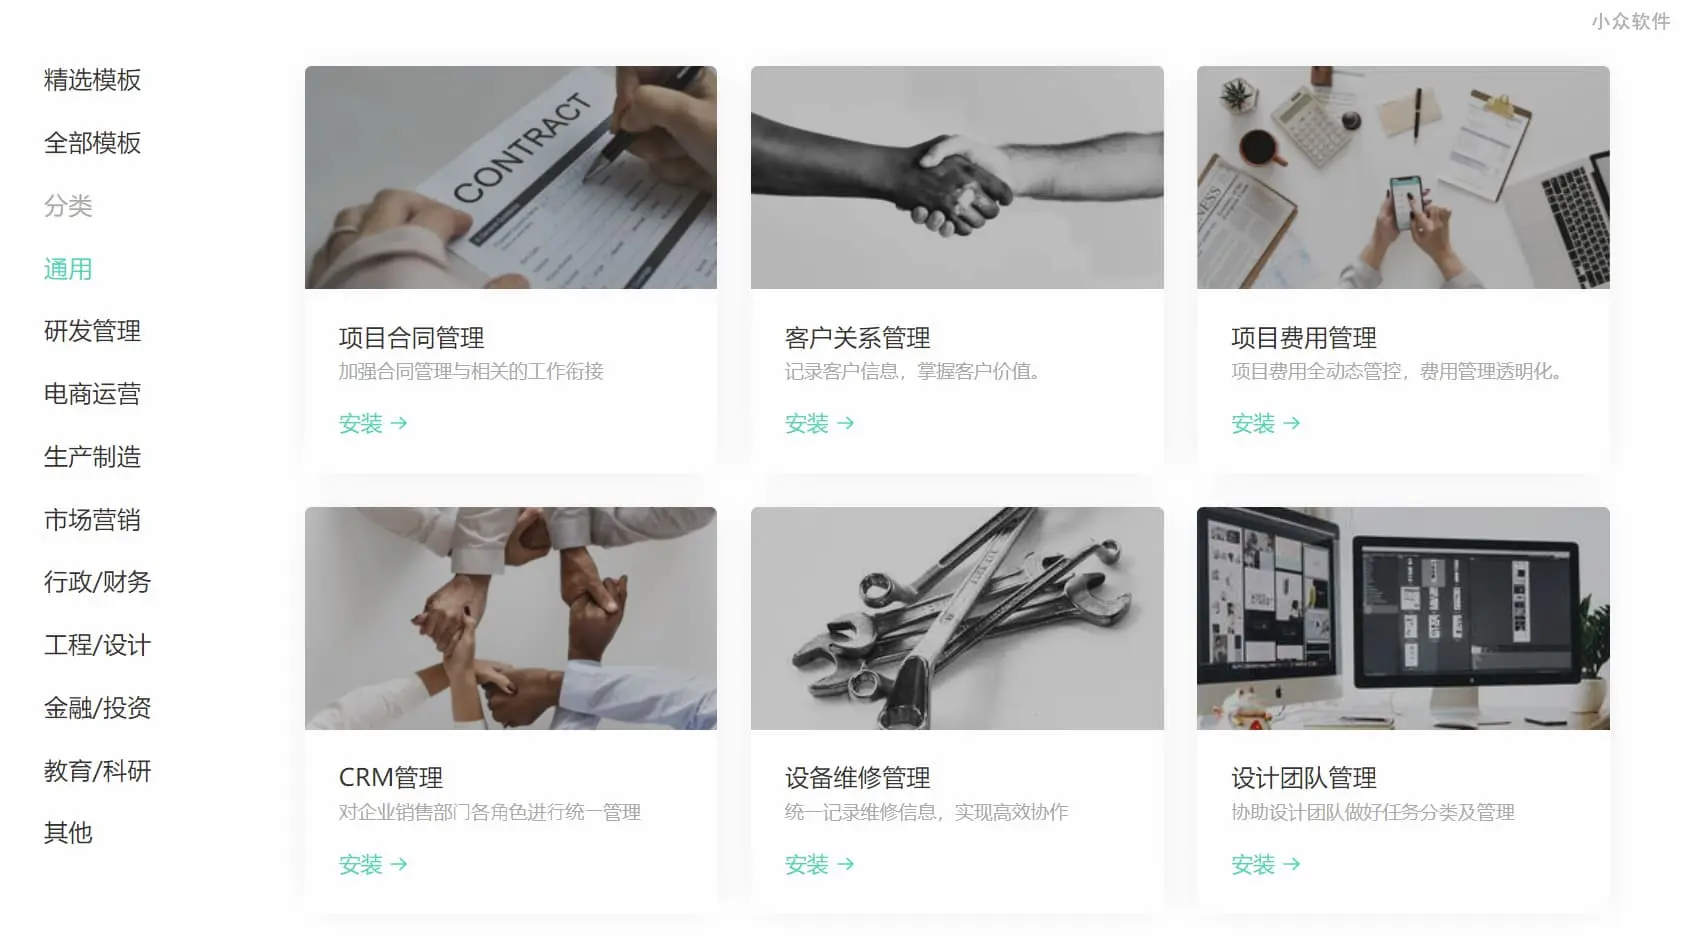 小众软件
精选模板
全部模板
分类
通用
研发管理
电商运营
生产制造
市场营销
行政/财务
工程/设计
金融/投资
教育/科研
其他
CONTRACT
项目合同管理
加强合同管理与相关的工作衔接
安装 →
客户关系管理
记录客户信息，掌握客户价值。
安装 →
项目费用管理
项目费用全动态管控，费用管理透明化。
安装 →
CRM管理
对企业销售部门各角色进行统一管理
安装 →
设备维修管理
统一记录维修信息，实现高效协作
安装 →
设计团队管理
协助设计团队做好任务分类及管理
安装 →